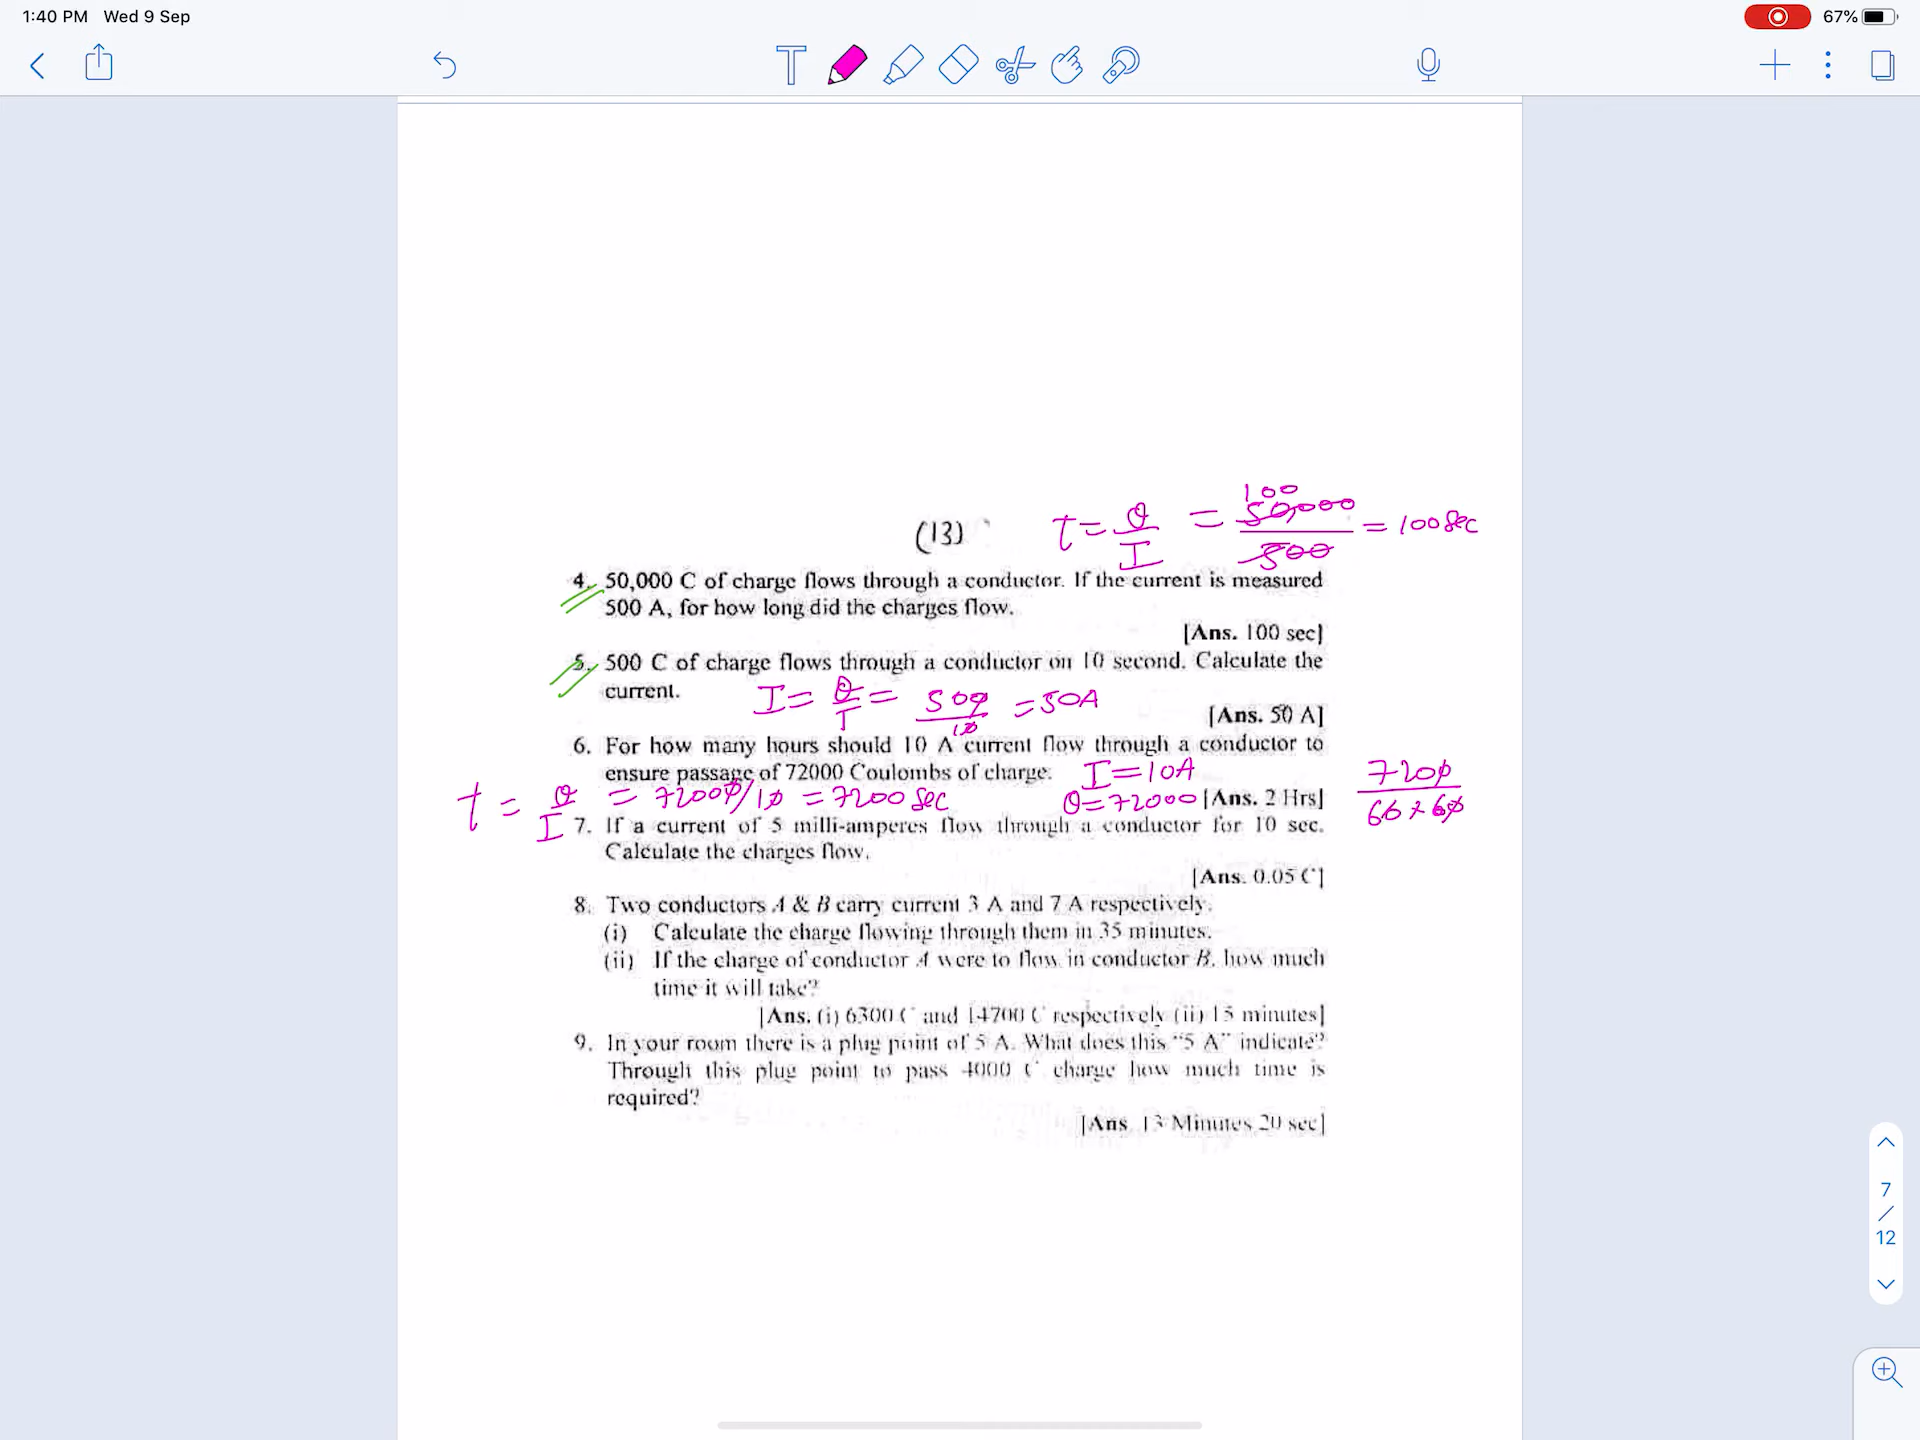 1:40 PM Wed 9 Sep
67%
T
100
(13) t = Q/I = 50,000/500 = 100 sec
4. 50,000 C of charge flows through a conductor. If the current is measured
500 A, for how long did the charges flow.
[Ans. 100 sec]
5. 500 C of charge flows through a conductor on 10 second. Calculate the
current. I = Q/T = 500/10 = 50A
[Ans. 50 A]
6. For how many hours should 10 A current flow through a conductor to
ensure passage of 72000 Coulombs of charge. I = 10A 7200/60×60
t = Q/I = 72000/10 = 7200 sec Q = 72000 [Ans. 2 Hrs]
7. If a current of 5 milli-amperes flow through a conductor for 10 sec.
Calculate the charges flow.
[Ans. 0.05 C]
8. Two conductors A & B carry current 3 A and 7 A respectively.
(i) Calculate the charge flowing through them in 35 minutes.
(ii) If the charge of conductor A were to flow in conductor B, how much
time it will take?
[Ans. (i) 6300 C and 14700 C respectively (ii) 15 minutes]
9. In your room there is a plug point of 5 A. What does this "5 A" indicate?
Through this plug point to pass 4000 C charge how much time is
required?
[Ans. 13 Minutes 20 sec]
7
/
12